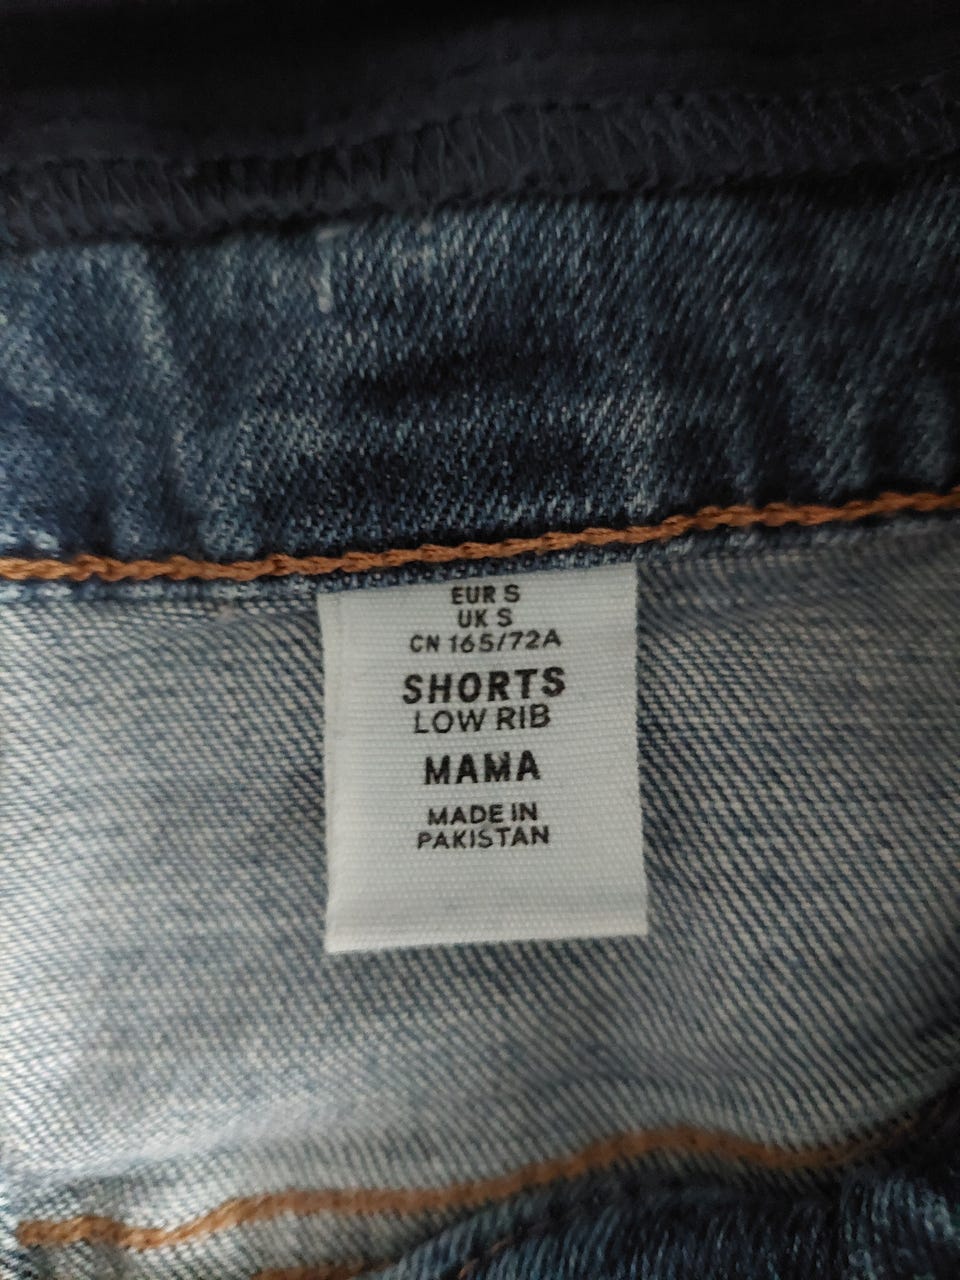 EUR S
UK S
CN 165/72A
SHORTS
LOW RIB
MAMA
MADE IN
PAKISTAN